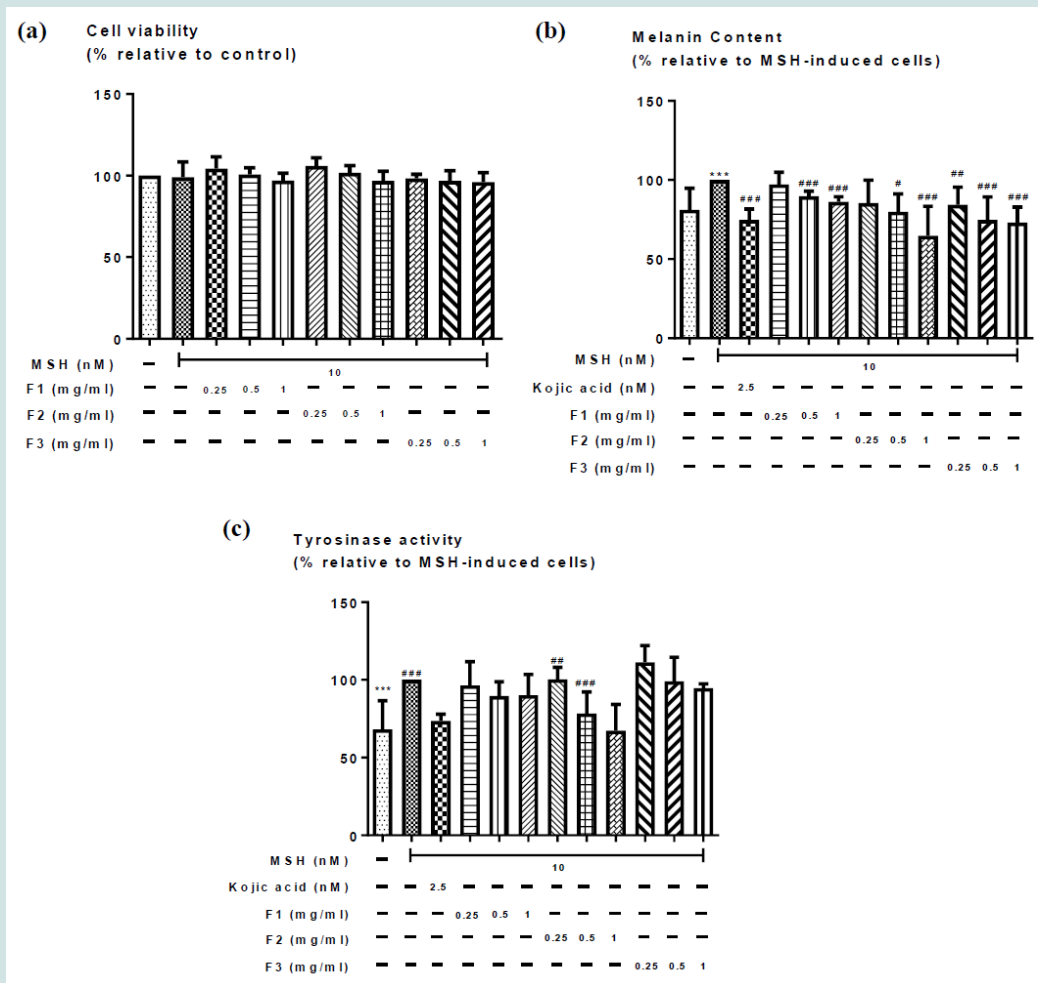 (a)
Cell viability
(% relative to control)
150
100
50
0
MSH (nM) –
10
F1 (mg/ml) – – 0.25 0.5 1 – – – – – –
F2 (mg/ml) – – – – – 0.25 0.5 1 – – –
F3 (mg/ml) – – – – – – – – 0.25 0.5 1
(b)
Melanin Content
(% relative to MSH-induced cells)
150
100
50
0
*** ### ### ### # ### ## ### ###
MSH (nM) –
10
Kojic acid (nM) – – 2.5 – – – – – – – – –
F1 (mg/ml) – – – 0.25 0.5 1 – – – – – –
F2 (mg/ml) – – – – – – 0.25 0.5 1 – – –
F3 (mg/ml) – – – – – – – – – 0.25 0.5 1
(c)
Tyrosinase activity
(% relative to MSH-induced cells)
150
100
50
0
*** ### ## ###
MSH (nM) –
10
Kojic acid (nM) – – 2.5 – – – – – – – – –
F1 (mg/ml) – – – 0.25 0.5 1 – – – – – –
F2 (mg/ml) – – – – – – 0.25 0.5 1 – – –
F3 (mg/ml) – – – – – – – – – 0.25 0.5 1